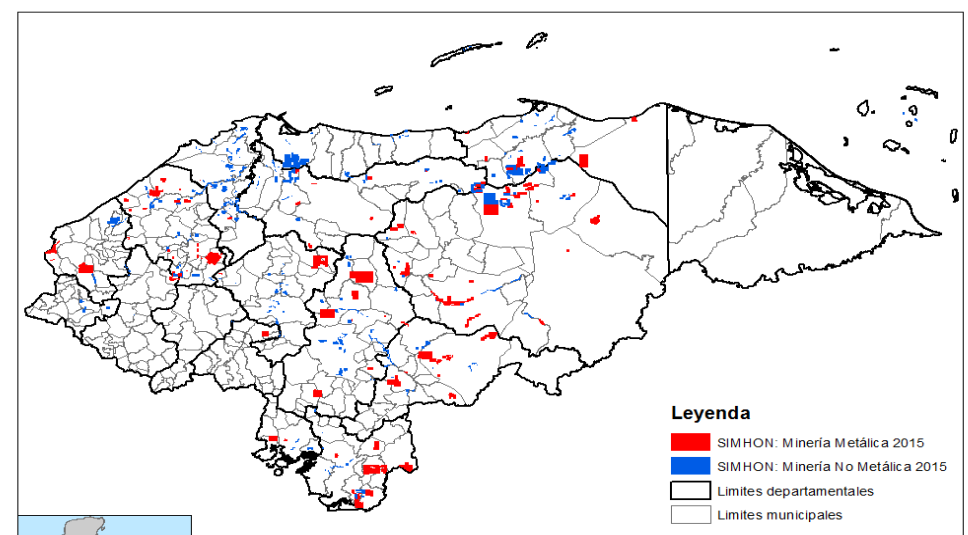 Leyenda
SIMHON: Minería Metálica 2015
SIMHON: Minería No Metálica 2015
Limites departamentales
Limites municipales